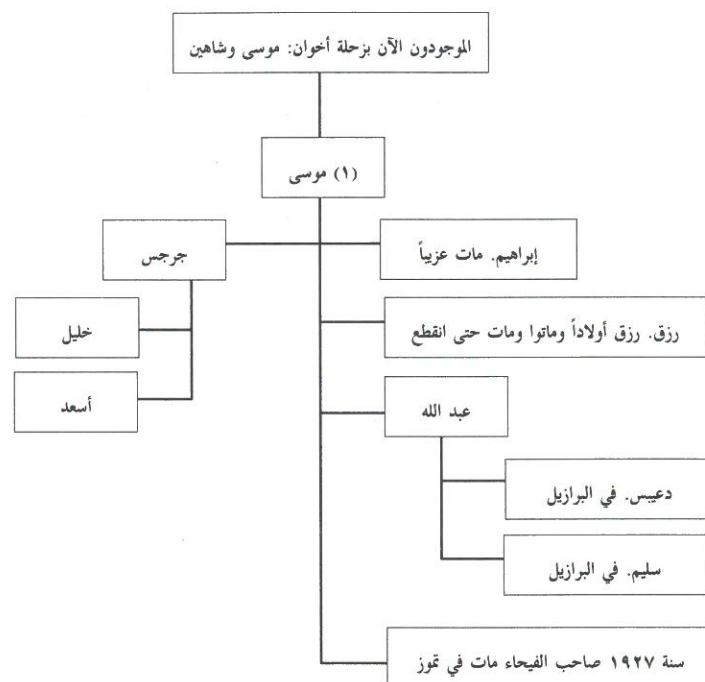 الموجودون الآن بزحلة أخوان: موسى وشاهين
(١) موسى
إبراهيم. مات عزيباً
جرجس
رزق. رزق أولاداً وماتوا ومات حتى انقطع
خليل
أسعد
عبد الله
دعيبس. في البرازيل
سليم. في البرازيل
سنة ١٩٢٧ صاحب الفيحاء مات في تموز